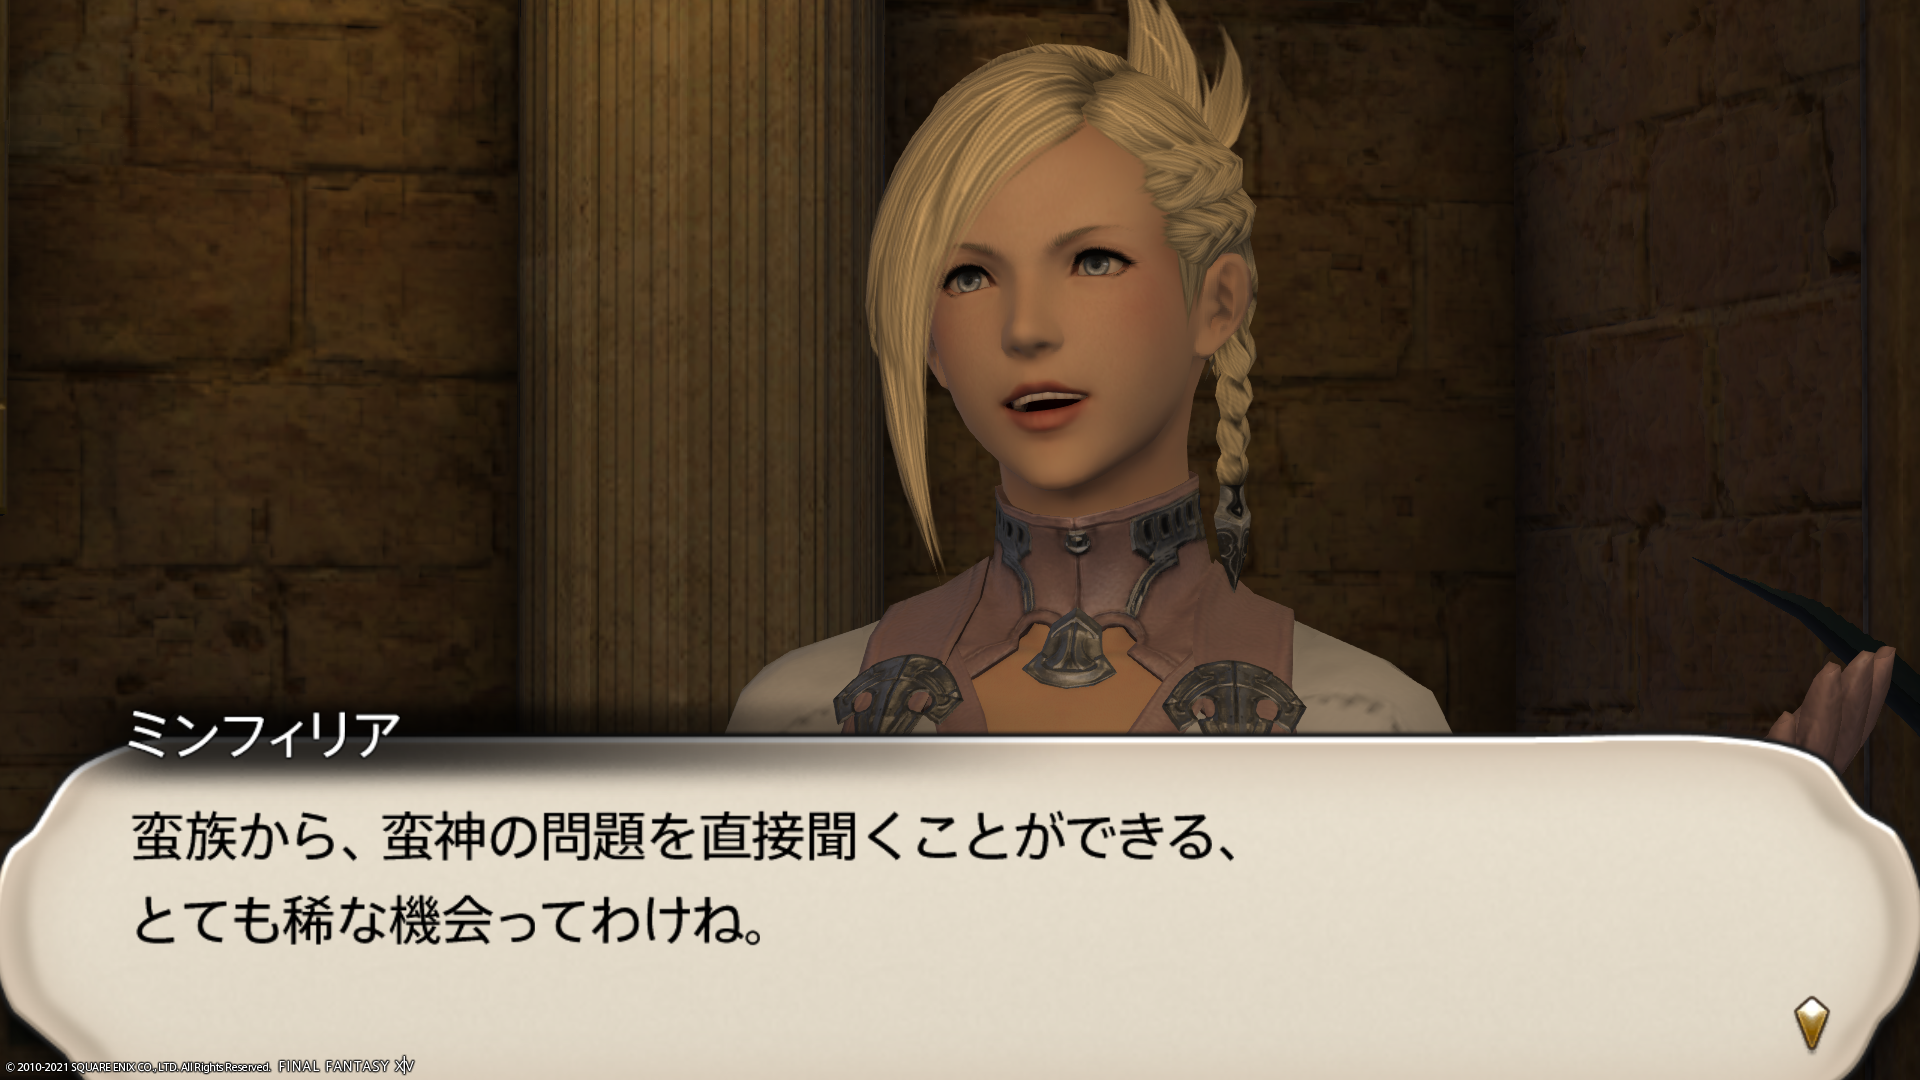 ミンフィリア
蛮族から、蛮神の問題を直接聞くことができる、
とても稀な機会ってわけね。
© 2010-2021 SQUARE ENIX CO., LTD. All Rights Reserved. FINAL FANTASY XIV